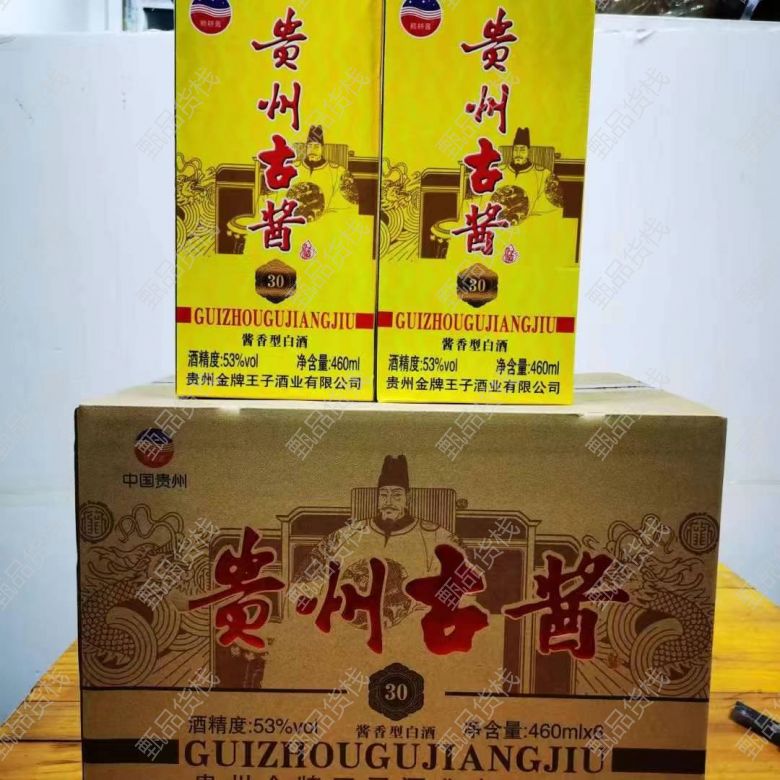 贵州古酱
30
GUIZHOUGUJIANGJIU
酱香型白酒
酒精度:53%vol 净含量:460ml
贵州金牌王子酒业有限公司
贵州古酱
30
GUIZHOUGUJIANGJIU
酱香型白酒
酒精度:53%vol 净含量:460ml
贵州金牌王子酒业有限公司
中国贵州
贵州古酱
30
酒精度:53%vol 酱香型白酒 净含量:460mlx6
GUIZHOUGUJIANGJIU
甄品货栈